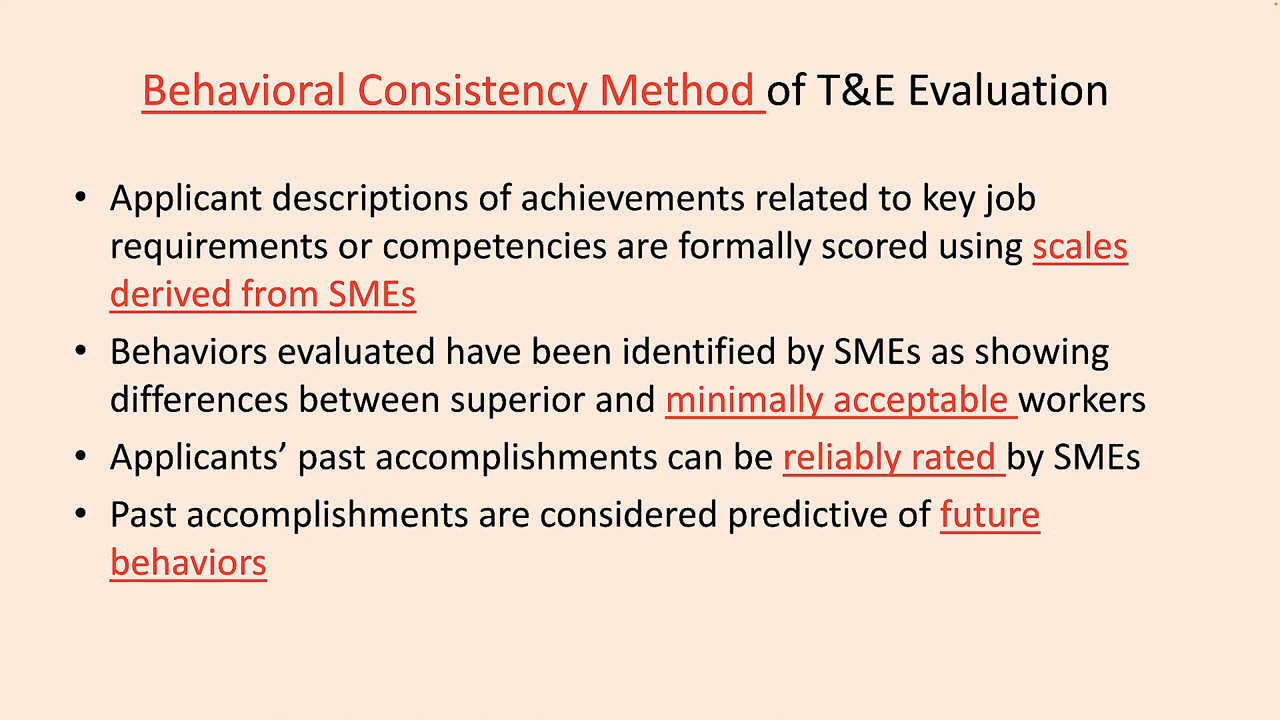 Behavioral Consistency Method of T&E Evaluation
• Applicant descriptions of achievements related to key job
requirements or competencies are formally scored using scales
derived from SMEs
• Behaviors evaluated have been identified by SMEs as showing
differences between superior and minimally acceptable workers
• Applicants’ past accomplishments can be reliably rated by SMEs
• Past accomplishments are considered predictive of future
behaviors